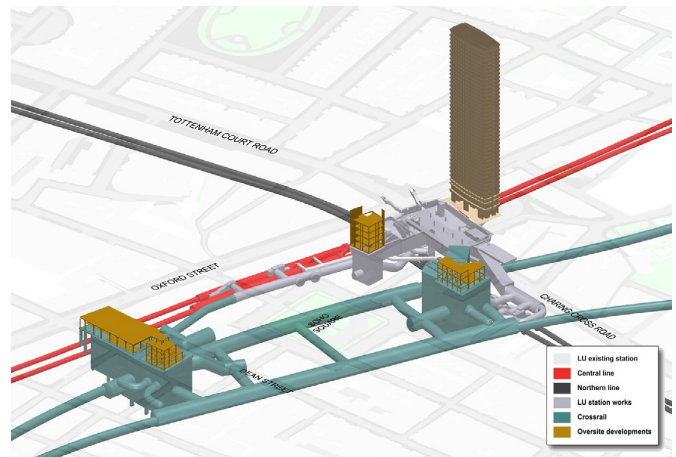 TOTTENHAM COURT ROAD
OXFORD STREET
SOHO
SQUARE
CHARING CROSS ROAD
DEAN STREET
LU existing station
Central line
Northern line
LU station works
Crossrail
Oversite developments